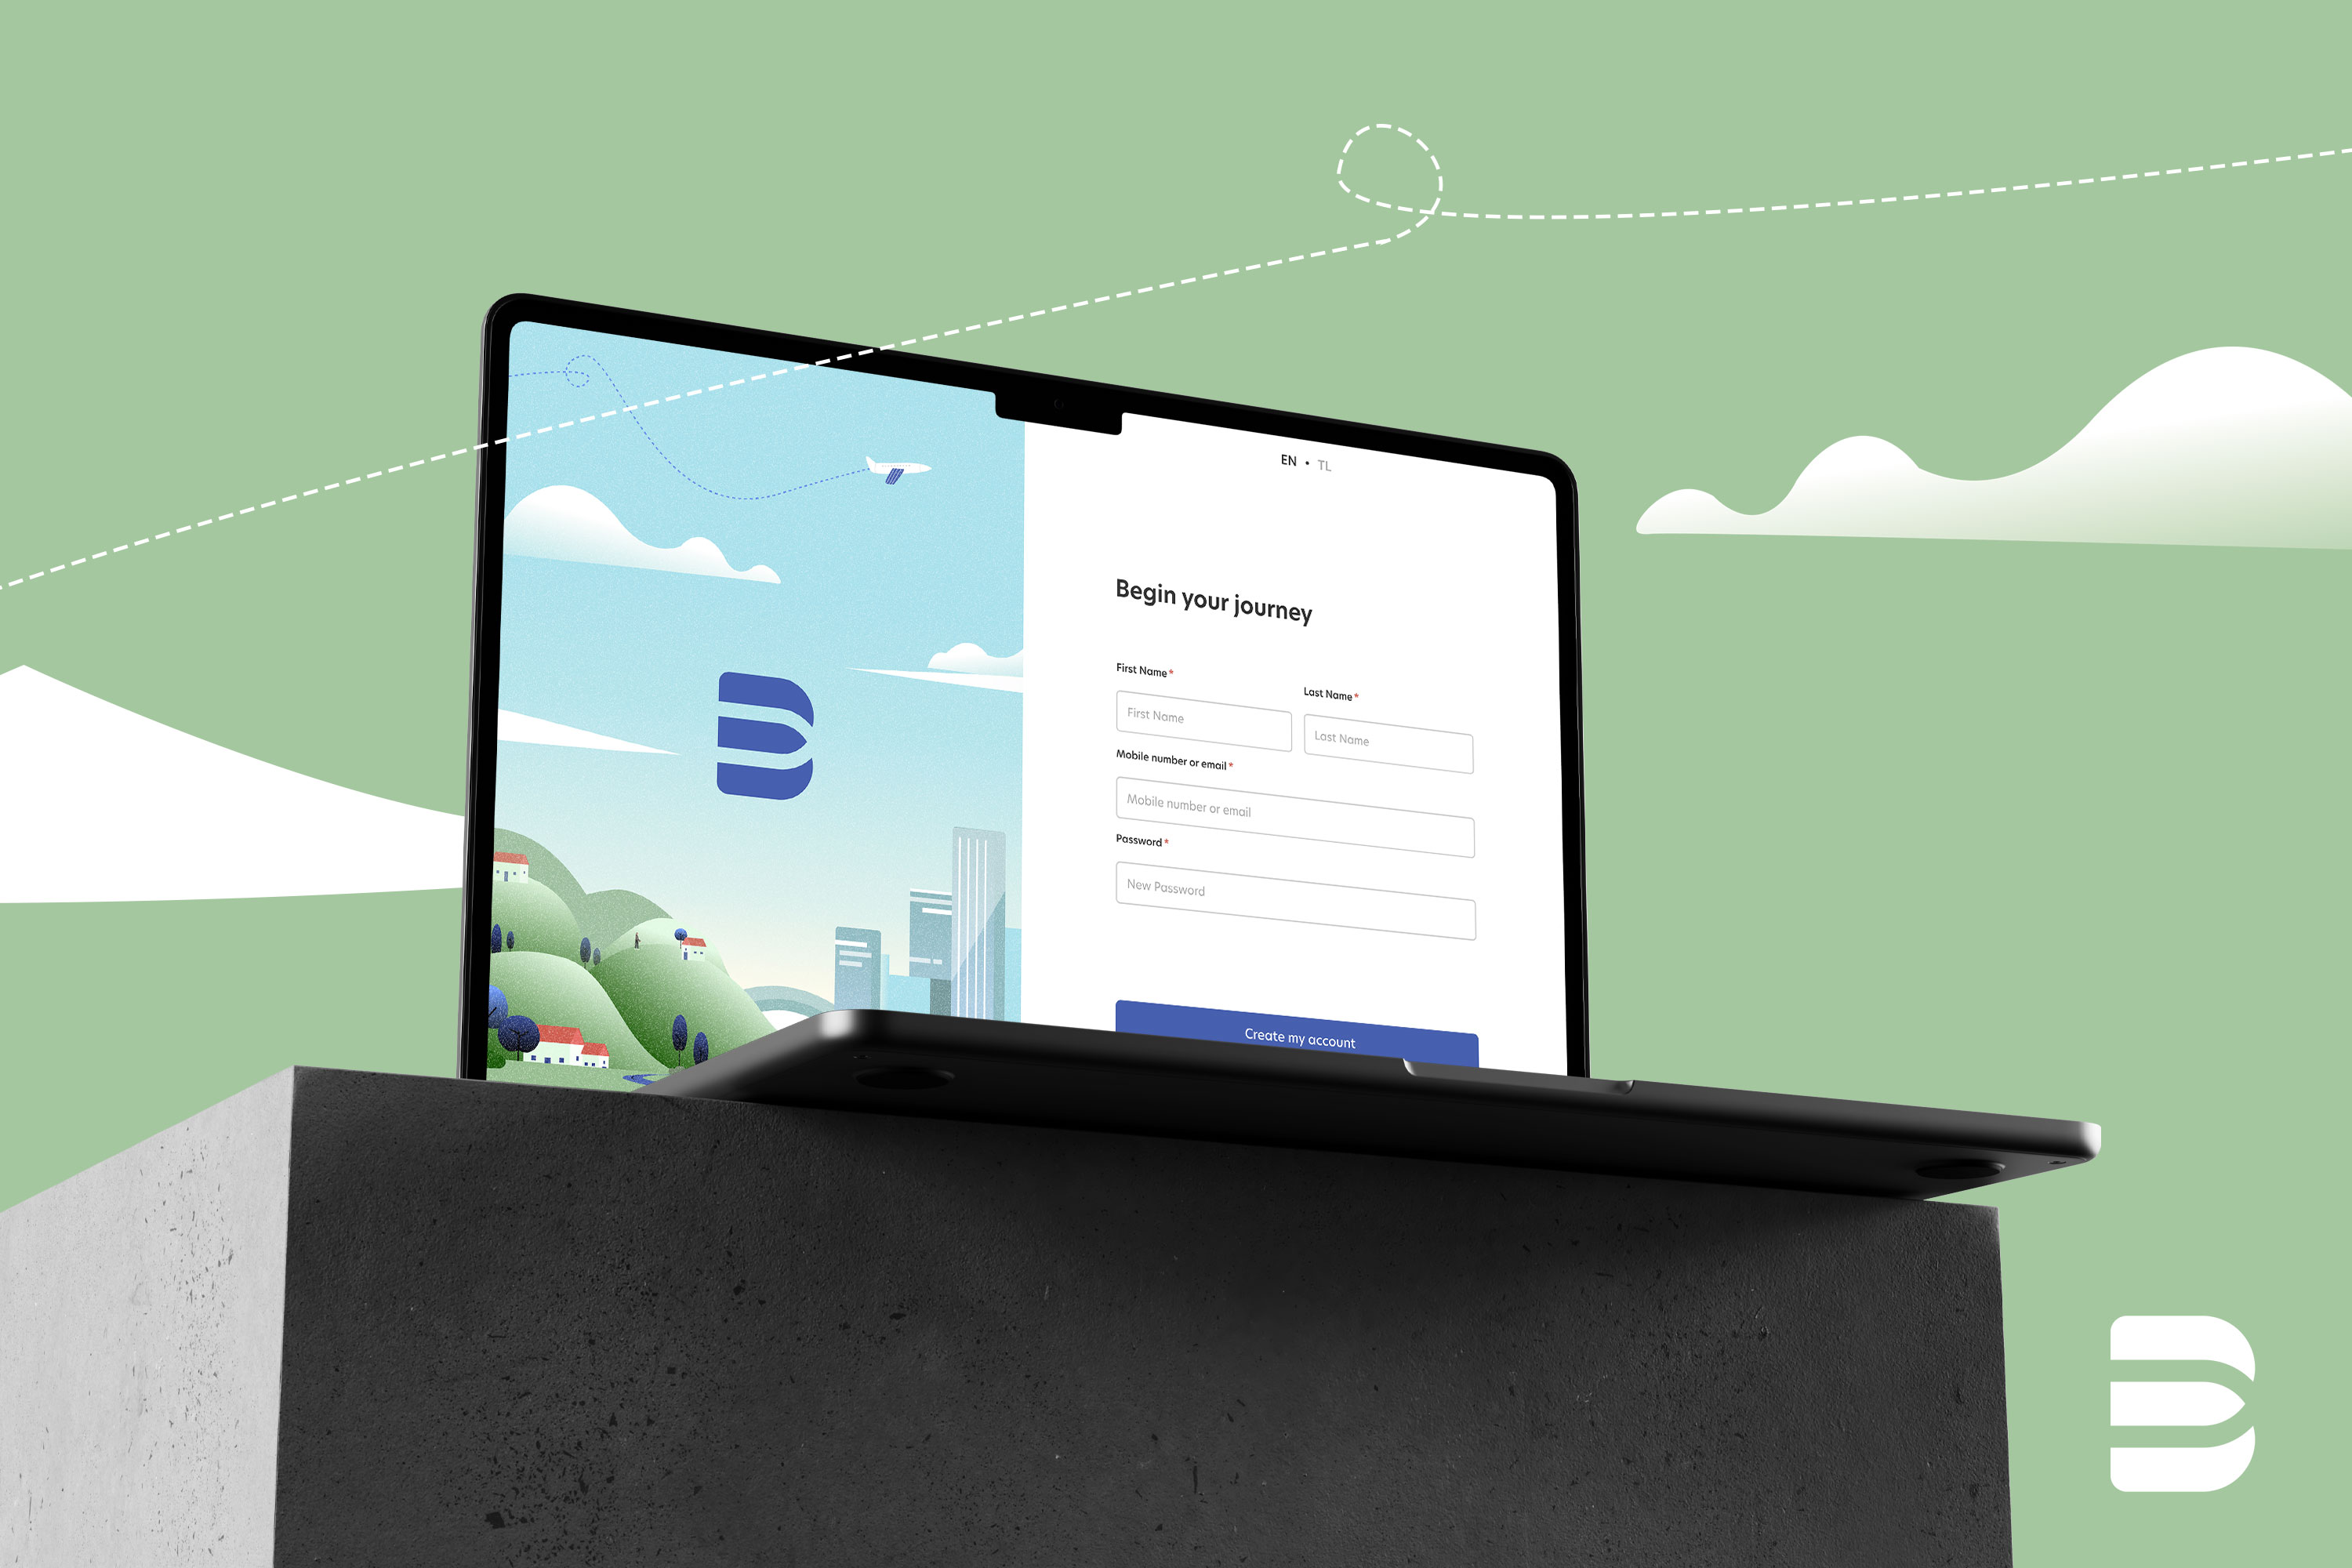 EN • TL
Begin your journey
First Name *
Last Name *
First Name
Last Name
Mobile number or email *
Mobile number or email
Password *
New Password
Create my account